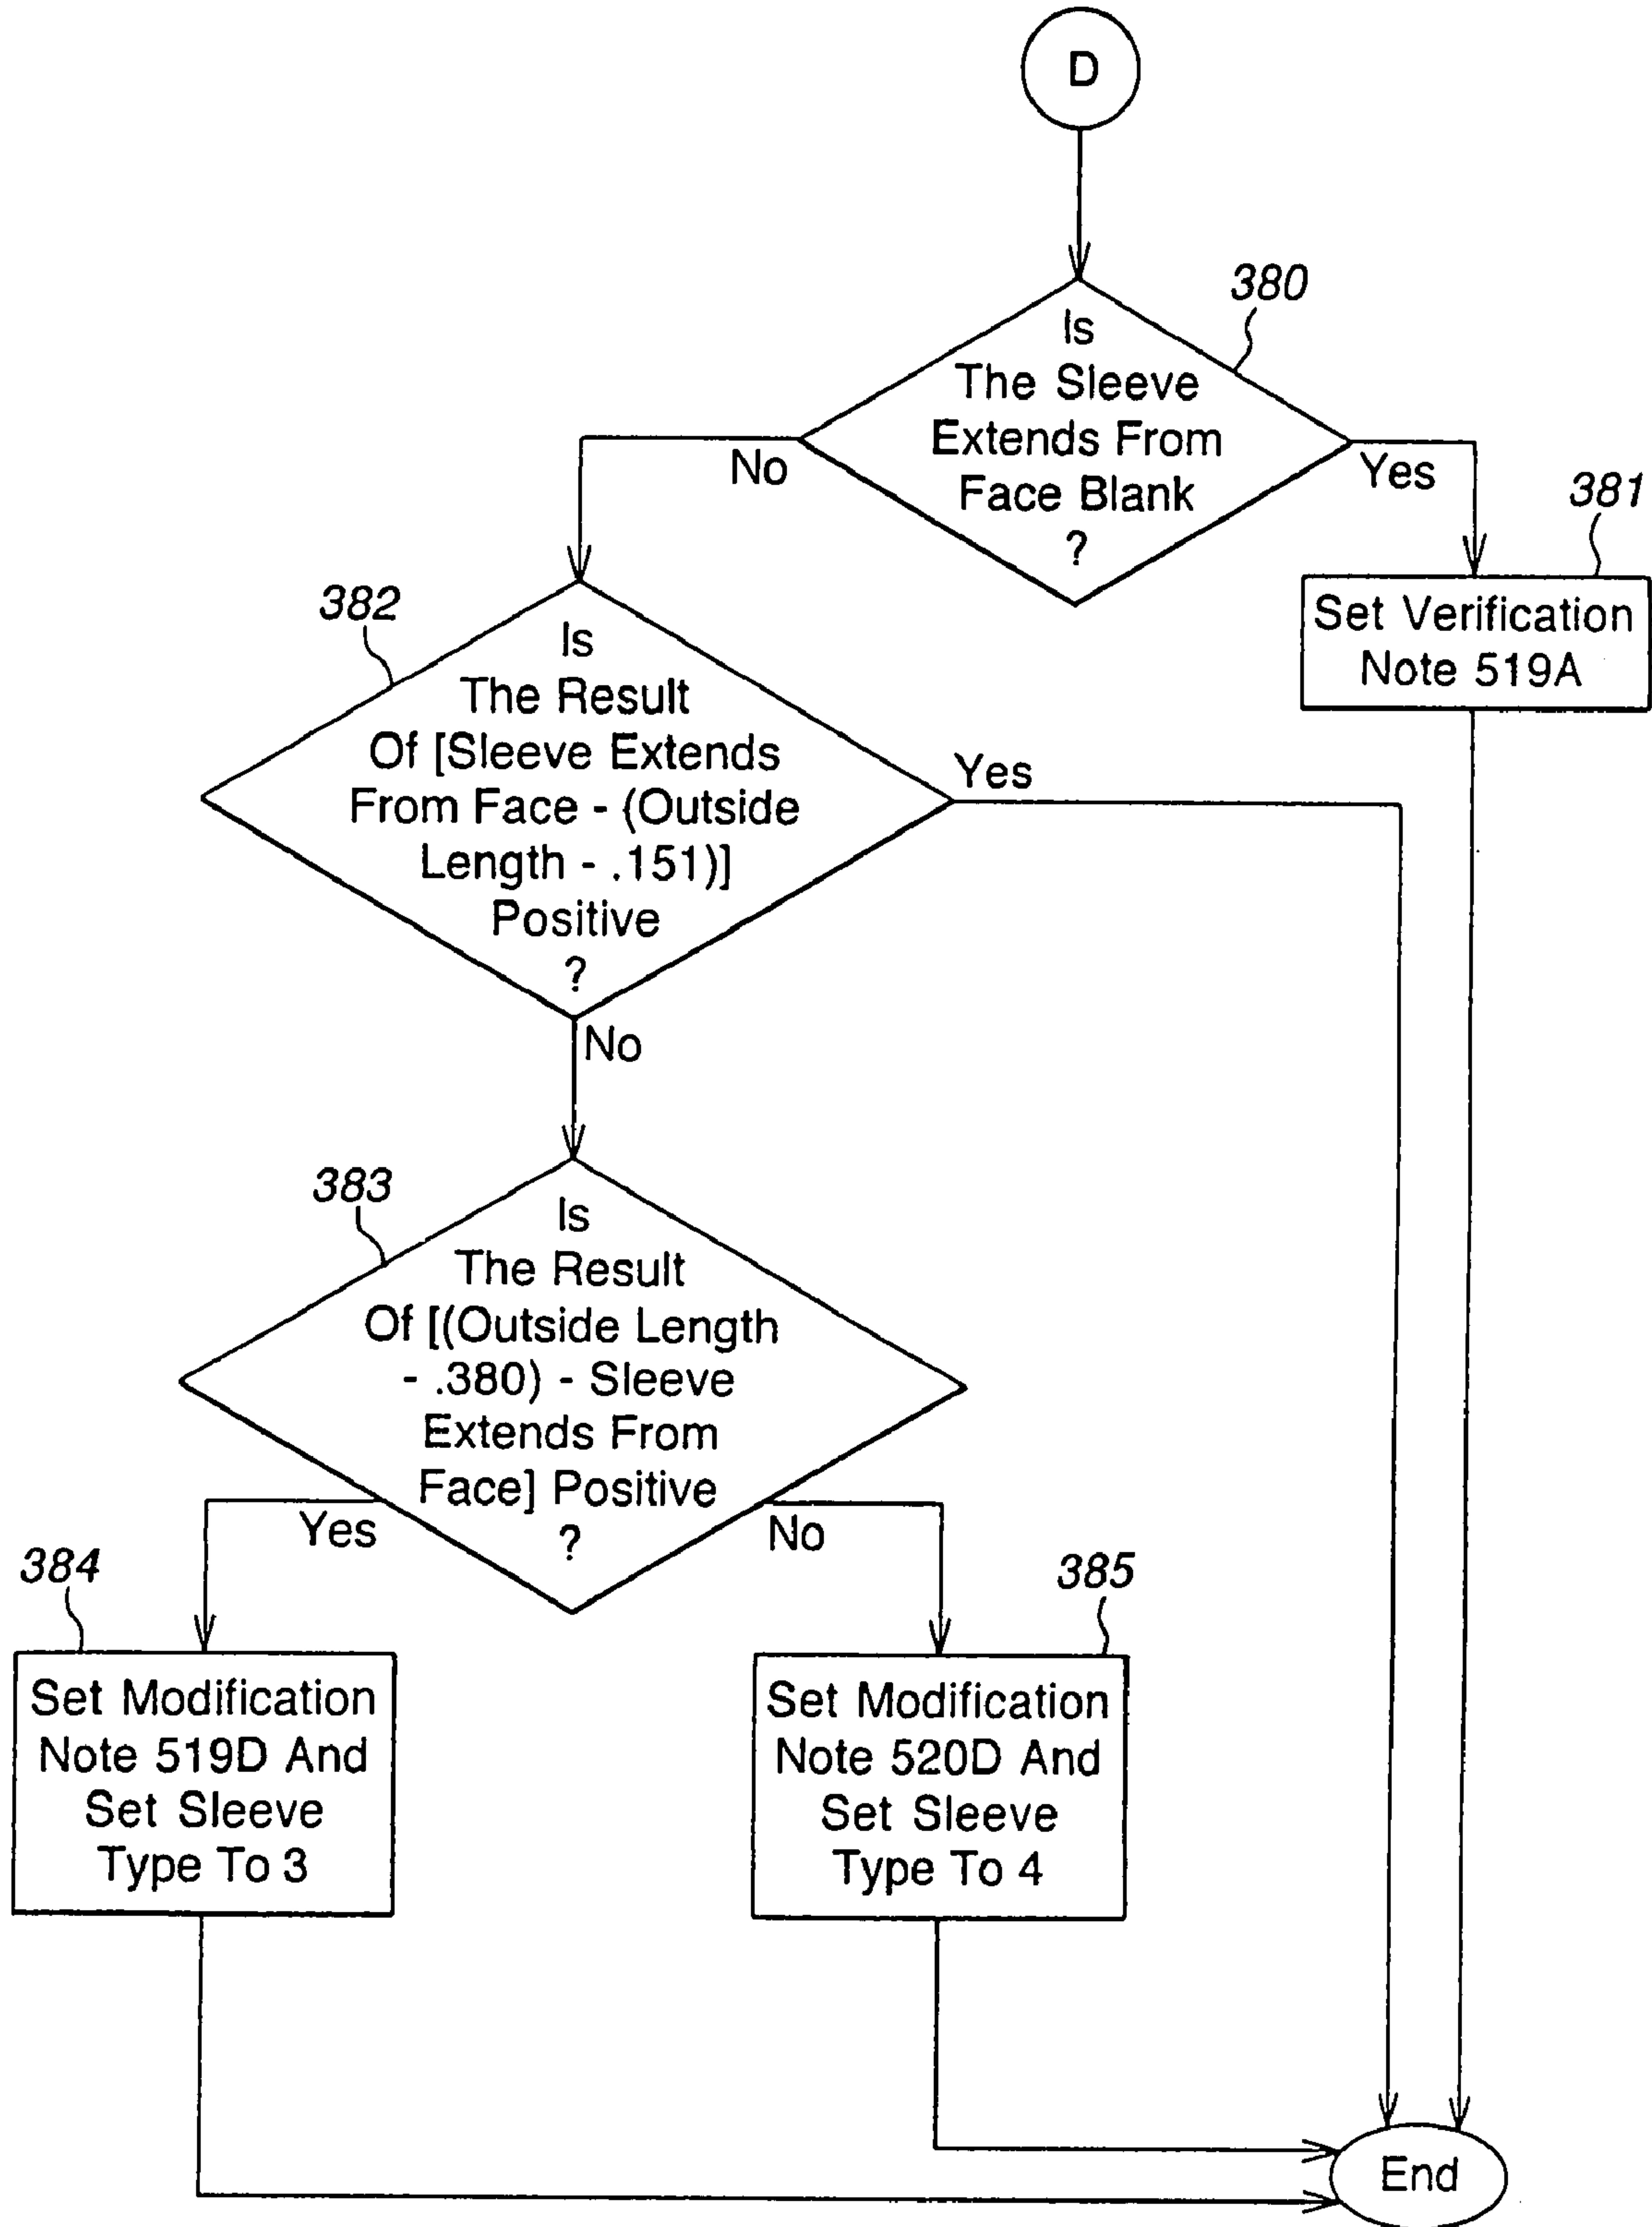 D
380
Is
The Sleeve
Extends From
Face Blank
?
No
Yes
381
Set Verification
Note 519A
382
Is
The Result
Of [Sleeve Extends
From Face - (Outside
Length - .151)]
Positive
?
Yes
No
383
Is
The Result
Of [(Outside Length
- .380) - Sleeve
Extends From
Face] Positive
?
Yes
No
384
Set Modification
Note 519D And
Set Sleeve
Type To 3
385
Set Modification
Note 520D And
Set Sleeve
Type To 4
End